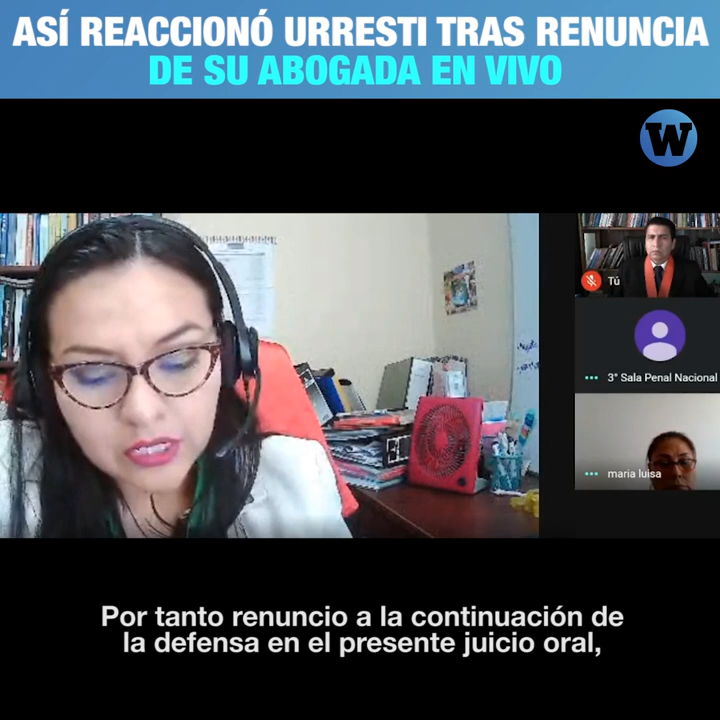 ASÍ REACCIONÓ URRESTI TRAS RENUNCIA
DE SU ABOGADA EN VIVO
W
Tú
3° Sala Penal Nacional
maria luisa
Por tanto renuncio a la continuación de
la defensa en el presente juicio oral,